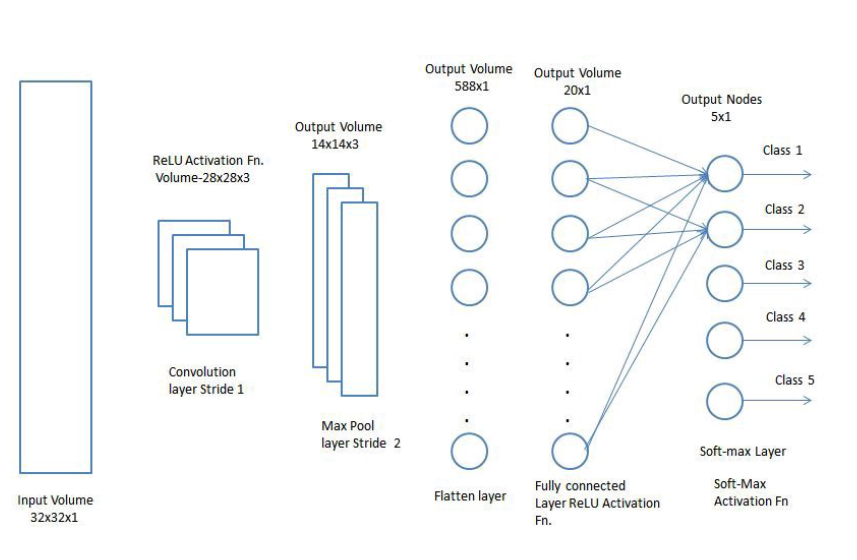 Input Volume
32x32x1
ReLU Activation Fn.
Volume-28x28x3
Convolution
layer Stride 1
Output Volume
14x14x3
Max Pool
layer Stride 2
Output Volume
588x1
Flatten layer
Output Volume
20x1
Fully connected
Layer ReLU Activation
Fn.
Output Nodes
5x1
Class 1
Class 2
Class 3
Class 4
Class 5
Soft-max Layer
Soft-Max
Activation Fn